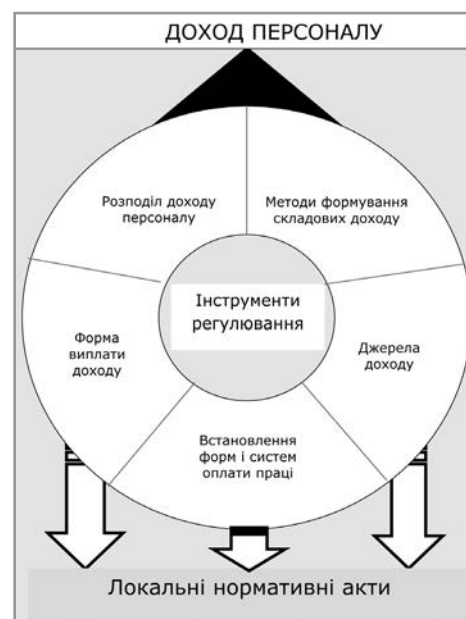 ДОХОД ПЕРСОНАЛУ
Розподіл доходу
персоналу
Методи формування
складових доходу
Інструменти
регулювання
Форма
виплати
доходу
Джерела
доходу
Встановлення
форм і систем
оплати праці
Локальні нормативні акти